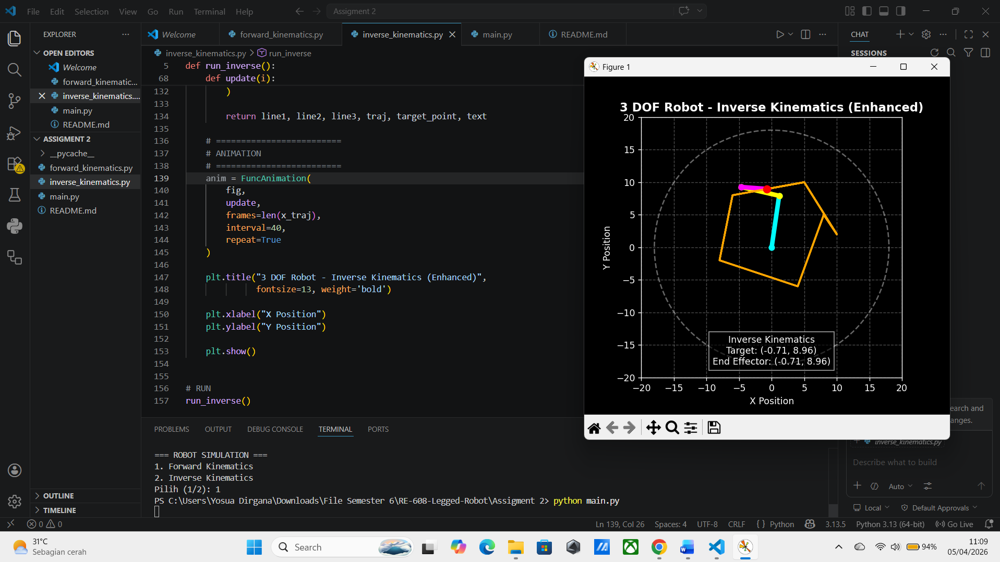 File Edit Selection View Go Run Terminal Help
Assigment 2
EXPLORER
OPEN EDITORS
Welcome
forward_kinematic...
inverse_kinematics....
main.py
README.md
ASSIGMENT 2
__pycache__
forward_kinematics.py
inverse_kinematics.py
main.py
README.md
OUTLINE
TIMELINE
Welcome
forward_kinematics.py
inverse_kinematics.py
main.py
README.md
inverse_kinematics.py > run_inverse
5 def run_inverse():
68 def update(i):
132 )
133
134 return line1, line2, line3, traj, target_point, text
135
136 # =========================
137 # ANIMATION
138 # =========================
139 anim = FuncAnimation(
140 fig,
141 update,
142 frames=len(x_traj),
143 interval=40,
144 repeat=True
145 )
146
147 plt.title("3 DOF Robot - Inverse Kinematics (Enhanced)",
148 fontsize=13, weight='bold')
149
150 plt.xlabel("X Position")
151 plt.ylabel("Y Position")
152
153 plt.show()
154
155
156 # RUN
157 run_inverse()
PROBLEMS OUTPUT DEBUG CONSOLE TERMINAL PORTS
=== ROBOT SIMULATION ===
1. Forward Kinematics
2. Inverse Kinematics
Pilih (1/2): 1
PS C:\Users\Yosua Dirgana\Downloads\File Semester 6\RE-608-Legged-Robot\Assigment 2> python main.py
CHAT
SESSIONS
Figure 1
3 DOF Robot - Inverse Kinematics (Enhanced)
20
15
10
5
0
−5
−10
−15
−20
Y Position
Inverse Kinematics
Target: (-0.71, 8.96)
End Effector: (-0.71, 8.96)
−20 −15 −10 −5 0 5 10 15 20
X Position
earch and
anges.
inverse_kinematics.py
Describe what to build
Auto
Local Default Approvals
0 0
Ln 139, Col 26 Spaces: 4 UTF-8 CRLF { } Python 3.13.5 Python 3.13 (64-bit) Go Live
31°C
Sebagian cerah
Search
94%
11:09
05/04/2026